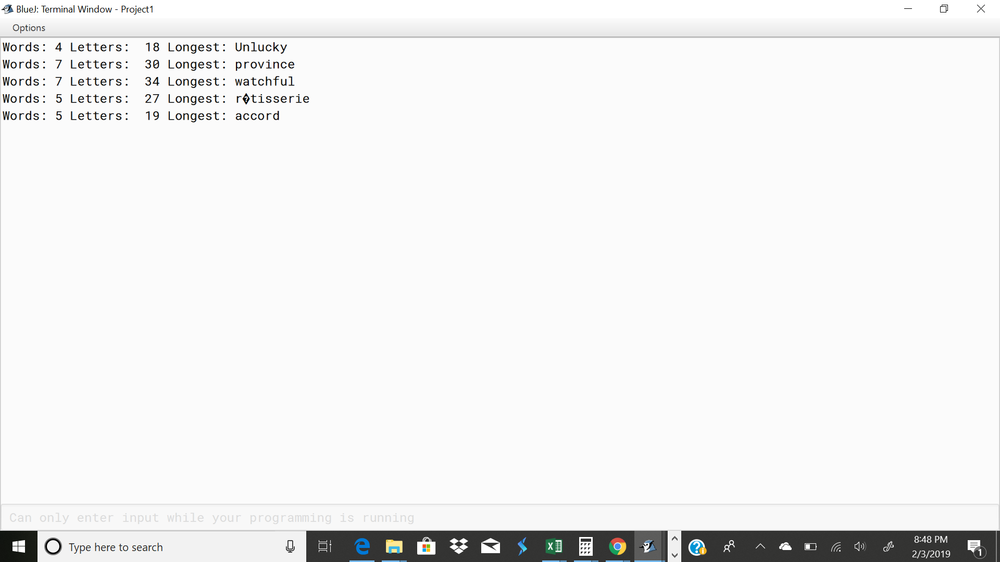 BlueJ: Terminal Window - Project1
Options
Words: 4 Letters:  18 Longest: Unlucky
Words: 7 Letters:  30 Longest: province
Words: 7 Letters:  34 Longest: watchful
Words: 5 Letters:  27 Longest: r�tisserie
Words: 5 Letters:  19 Longest: accord
Can only enter input while your programming is running
Type here to search
8:48 PM
2/3/2019
1